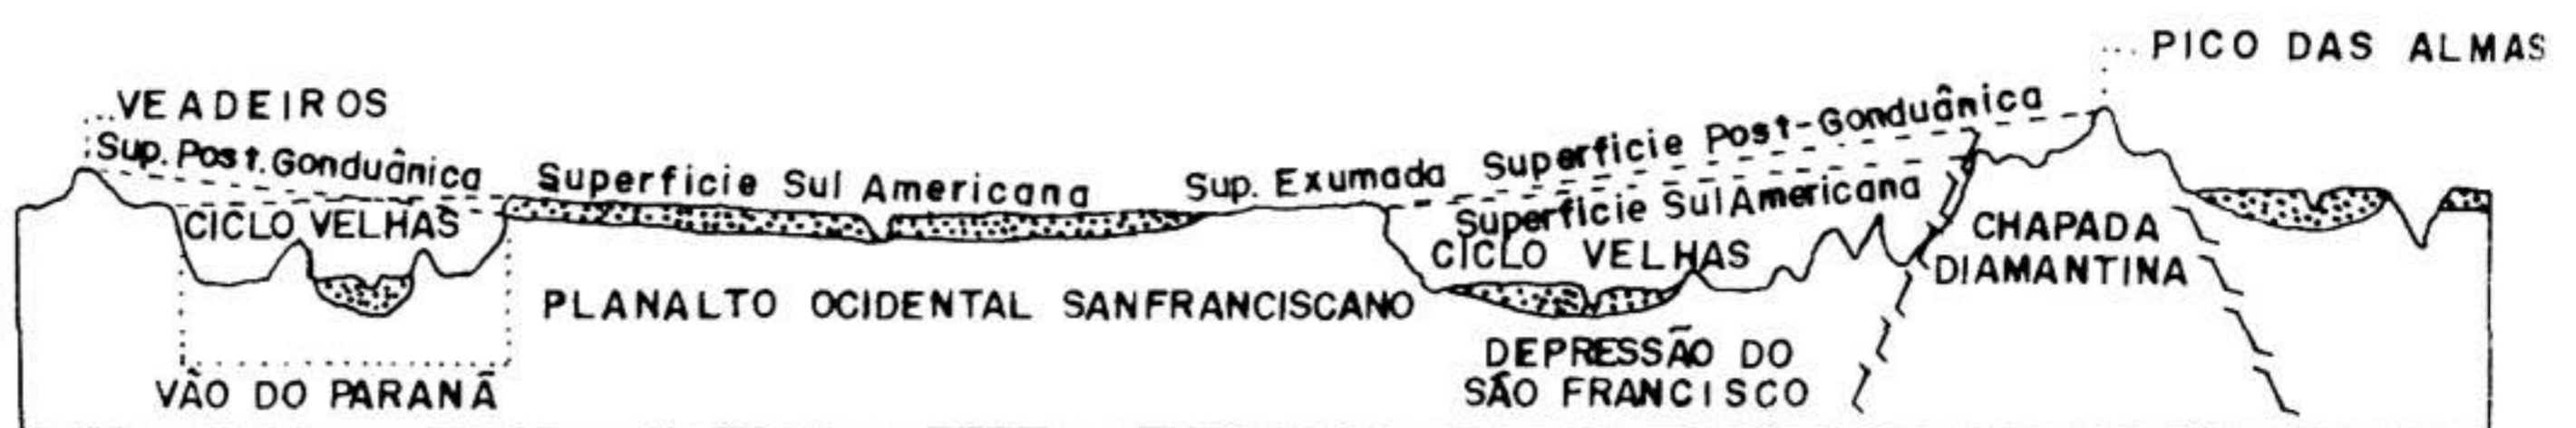 PICO DAS ALMAS
VEADEIROS
Sup. Post. Gonduânica
Superficie Sul Americana
Sup. Exumada
Superficie Post-Gonduânica
Superficie Sul Americana
CICLO VELHAS
CICLO VELHAS
CHAPADA
DIAMANTINA
PLANALTO OCIDENTAL SANFRANCISCANO
DEPRESSÃO DO
SÃO FRANCISCO
VÃO DO PARANÃ